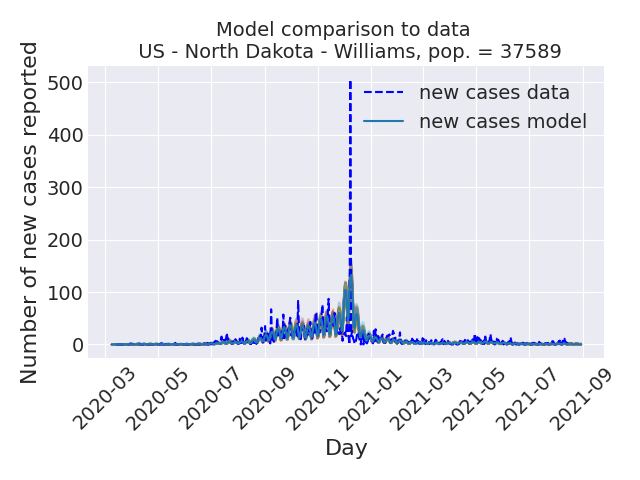 Model comparison to data
US - North Dakota - Williams, pop. = 37589
Number of new cases reported
500
400
300
200
100
0
new cases data
new cases model
2020-03
2020-05
2020-07
2020-09
2020-11
2021-01
2021-03
2021-05
2021-07
2021-09
Day